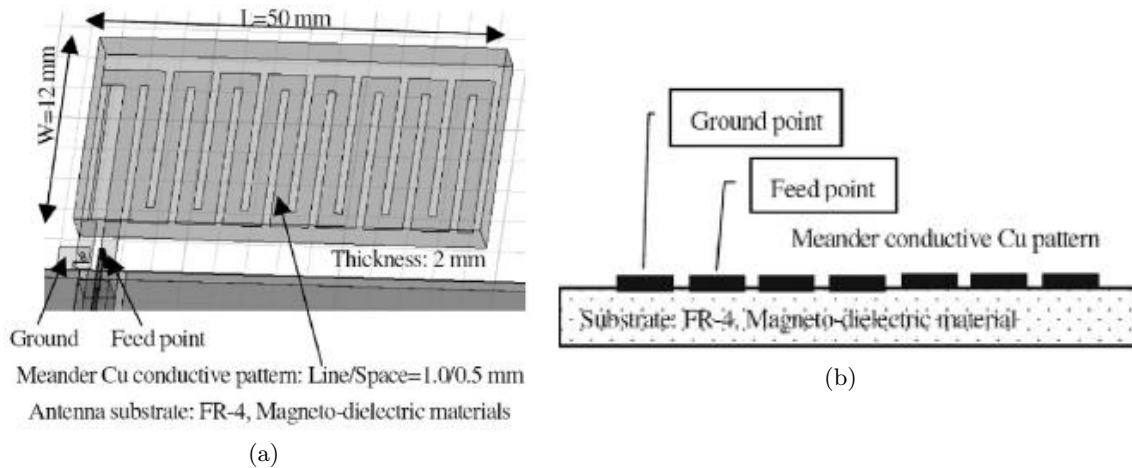 L=50 mm
W=12 mm
Thickness: 2 mm
Ground
Feed point
Meander Cu conductive pattern: Line/Space=1.0/0.5 mm
Antenna substrate: FR-4, Magneto-dielectric materials
(a)
Ground point
Feed point
Meander conductive Cu pattern
Substrate: FR-4, Magneto-dielectric material
(b)